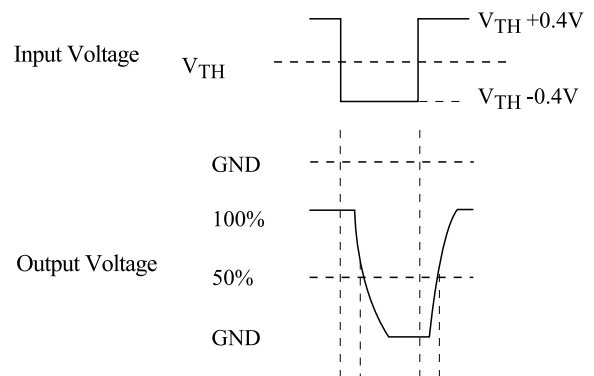 V_TH +0.4V
Input Voltage V_TH
V_TH -0.4V
GND
100%
Output Voltage 50%
GND